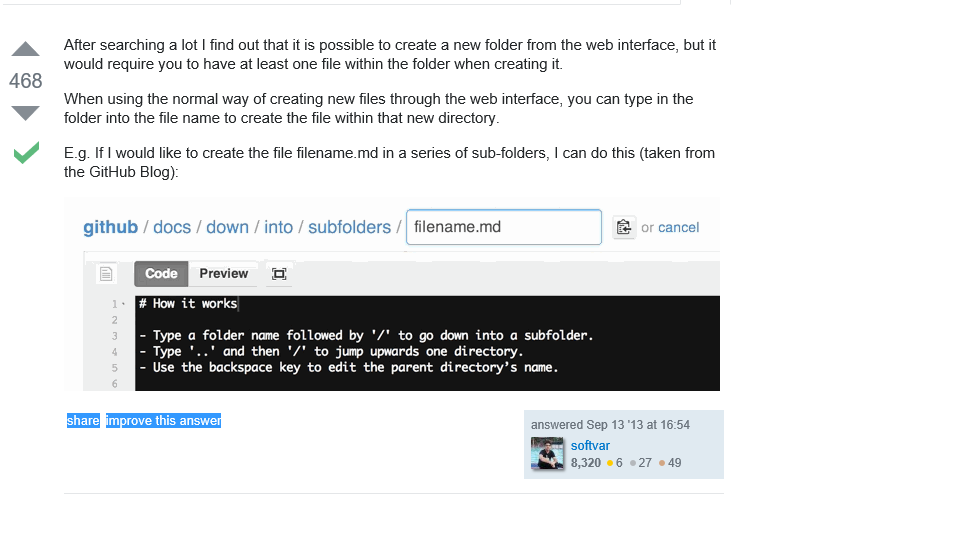 After searching a lot I find out that it is possible to create a new folder from the web interface, but it
would require you to have at least one file within the folder when creating it.
468
When using the normal way of creating new files through the web interface, you can type in the
folder into the file name to create the file within that new directory.
E.g. If I would like to create the file filename.md in a series of sub-folders, I can do this (taken from
the GitHub Blog):
github / docs / down / into / subfolders / filename.md or cancel
Code Preview
1 # How it works
2
3 - Type a folder name followed by '/' to go down into a subfolder.
4 - Type '..' and then '/' to jump upwards one directory.
5 - Use the backspace key to edit the parent directory's name.
6
share improve this answer
answered Sep 13 '13 at 16:54
softvar
8,320 6 27 49